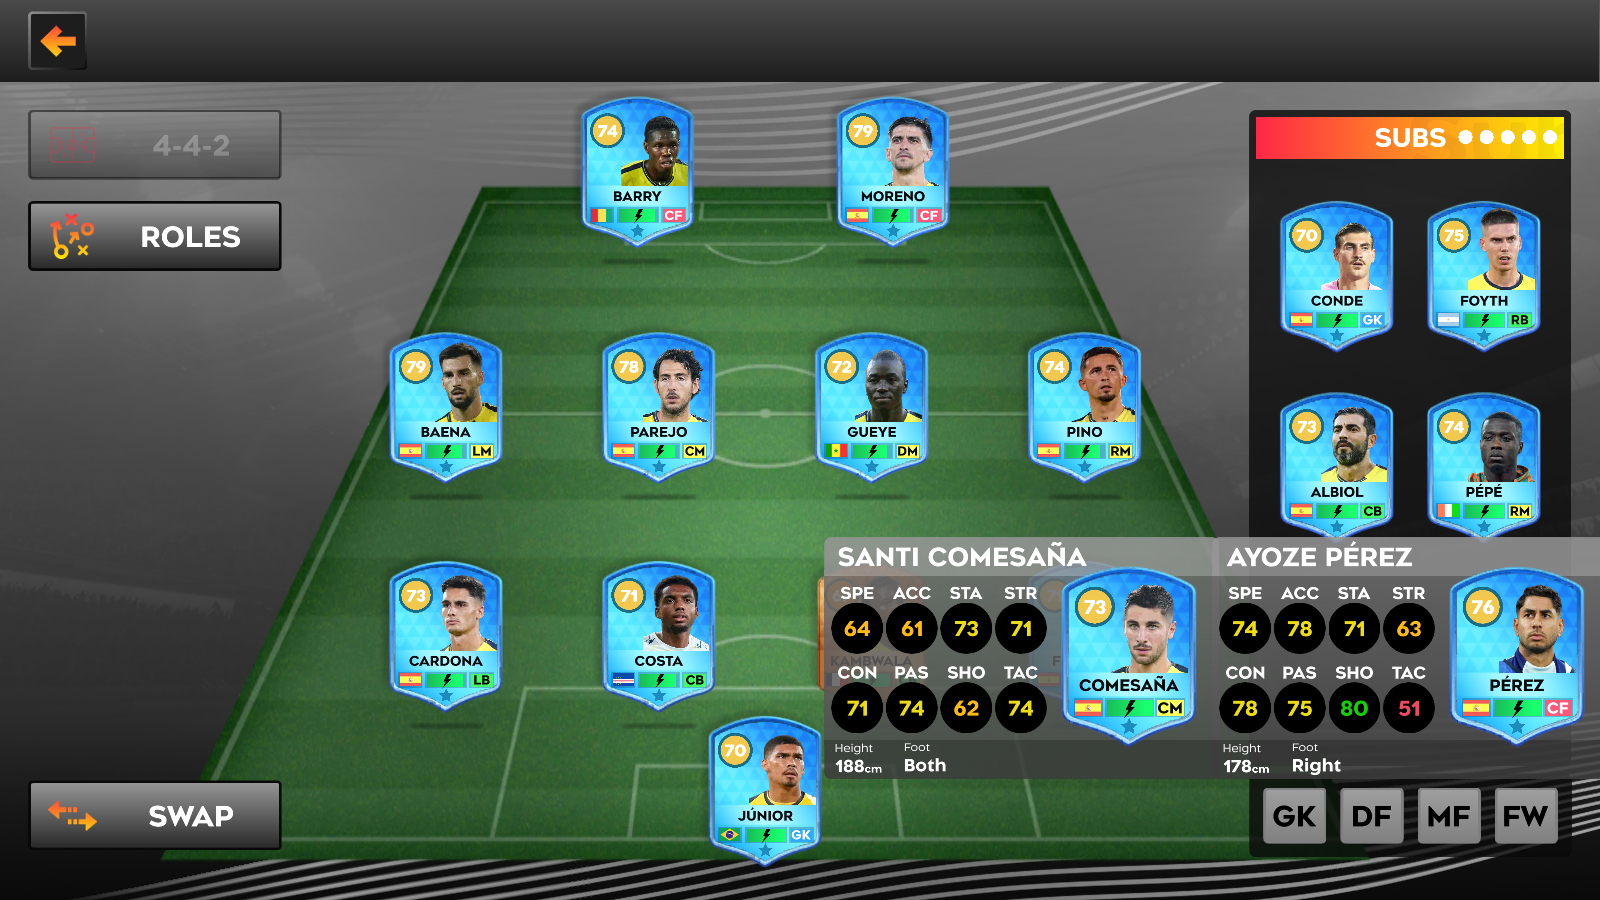 4-4-2
ROLES
SWAP
74
BARRY
CF
79
MORENO
CF
79
BAENA
LM
78
PAREJO
CM
72
GUEYE
DM
74
PINO
RM
73
CARDONA
LB
71
COSTA
CB
KAMBWALA
70
JÚNIOR
GK
SUBS
70
CONDE
GK
75
FOYTH
RB
73
ALBIOL
CB
74
PÉPÉ
RM
SANTI COMESAÑA
SPE ACC STA STR
64 61 73 71
CON PAS SHO TAC
71 74 62 74
Height Foot
188cm Both
73
COMESAÑA
CM
AYOZE PÉREZ
SPE ACC STA STR
74 78 71 63
CON PAS SHO TAC
78 75 80 51
Height Foot
178cm Right
76
PÉREZ
CF
GK DF MF FW